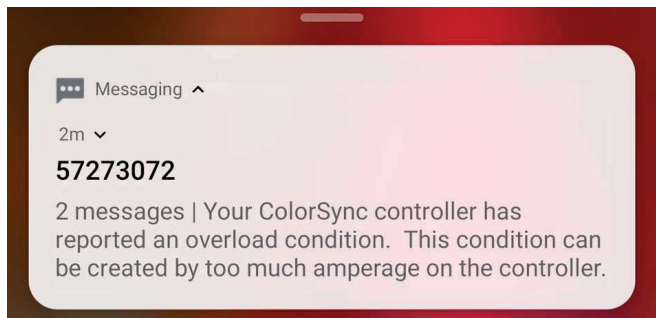 Messaging
2m
57273072
2 messages | Your ColorSync controller has
reported an overload condition.  This condition can
be created by too much amperage on the controller.